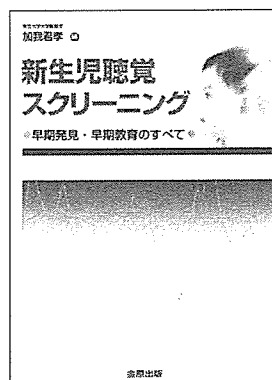 加我君孝 編
新生児聴覚
スクリーニング
早期発見・早期教育のすべて
金原出版